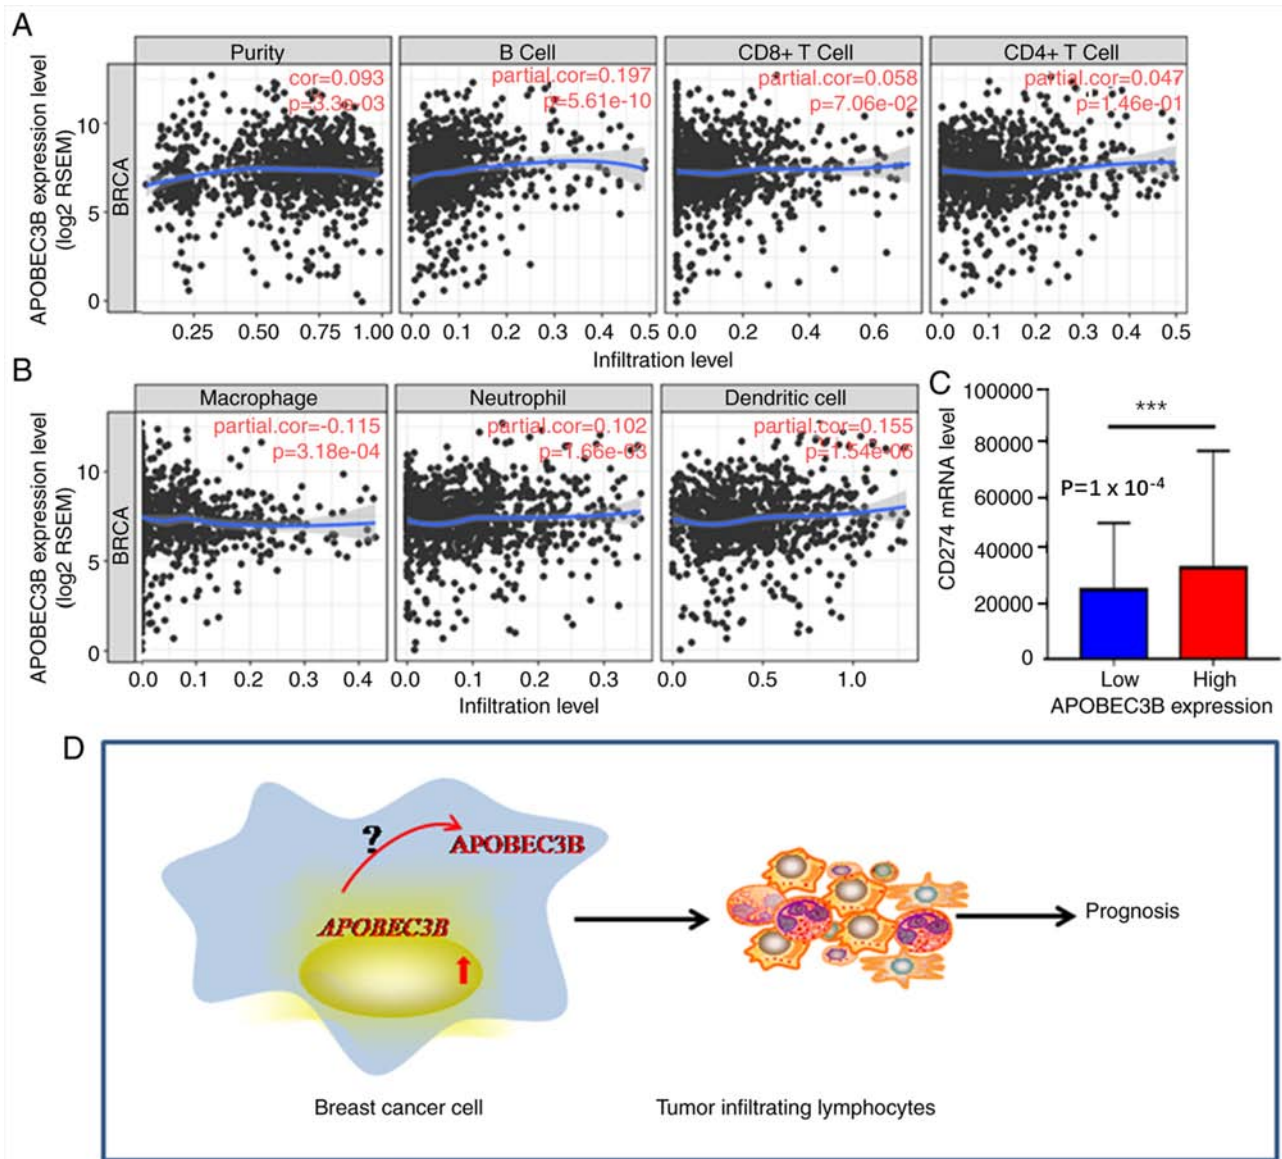 A
Purity
B Cell
CD8+ T Cell
CD4+ T Cell
APOBEC3B expression level
(log2 RSEM)
BRCA
cor=0.093
p=3.3e-03
partial.cor=0.197
p=5.61e-10
partial.cor=0.058
p=7.06e-02
partial.cor=0.047
p=1.46e-01
10
5
0
0.25 0.50 0.75 1.00
0.0 0.1 0.2 0.3 0.4 0.5
0.0 0.2 0.4 0.6
0.0 0.1 0.2 0.3 0.4 0.5
Infiltration level
B
Macrophage
Neutrophil
Dendritic cell
APOBEC3B expression level
(log2 RSEM)
BRCA
partial.cor=-0.115
p=3.18e-04
partial.cor=0.102
p=1.66e-03
partial.cor=0.155
p=1.54e-06
10
5
0
0.0 0.1 0.2 0.3 0.4
0.0 0.1 0.2 0.3
0.0 0.5 1.0
Infiltration level
C
CD274 mRNA level
100000
80000
60000
40000
20000
0
***
P=1 x 10-4
Low High
APOBEC3B expression
D
?
APOBEC3B
APOBEC3B
Prognosis
Breast cancer cell
Tumor infiltrating lymphocytes